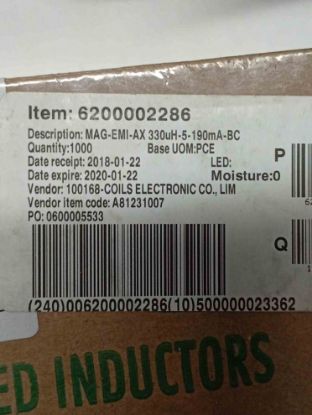 Item: 6200002286
Description: MAG-EMI-AX 330uH-5-190mA-BC
Quantity:1000 Base UOM:PCE
Date receipt: 2018-01-22 LED:
Date expire: 2020-01-22 Moisture:0
Vendor: 100168-COILS ELECTRONIC CO., LIM
Vendor item code: A81231007
PO: 0600005533
P
Q
(240)006200002286(10)500000023362
ED INDUCTORS